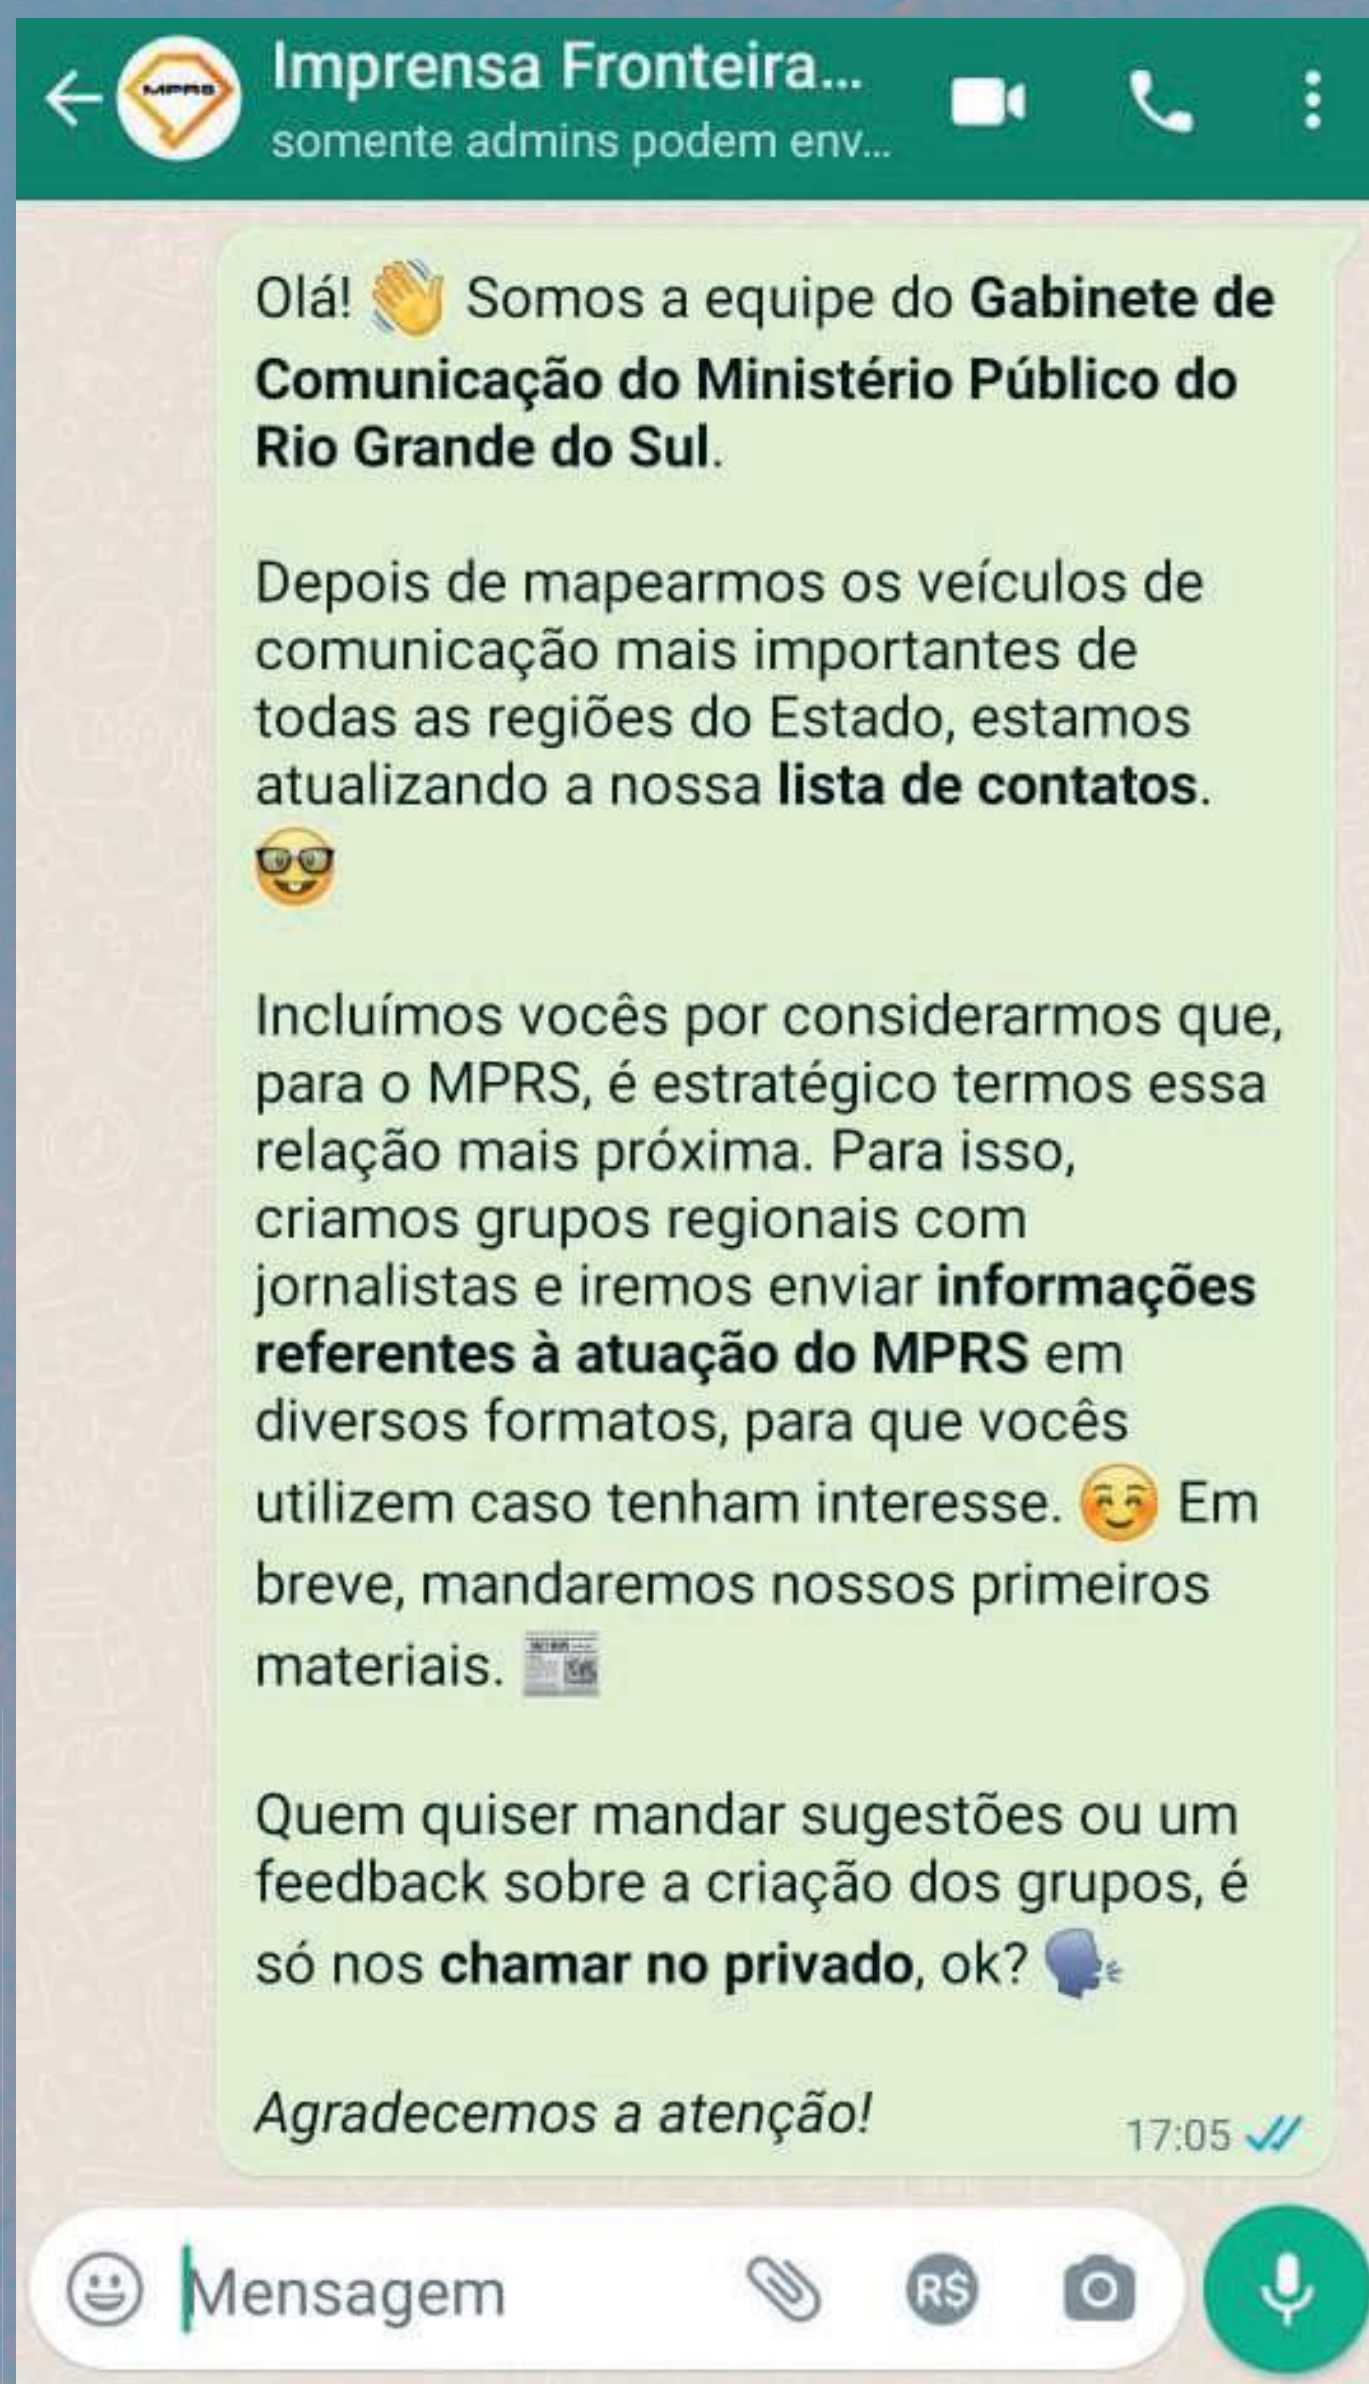 MPRS
Imprensa Fronteira...
somente admins podem env...
Olá! 👋 Somos a equipe do Gabinete de
Comunicação do Ministério Público do
Rio Grande do Sul.
Depois de mapearmos os veículos de
comunicação mais importantes de
todas as regiões do Estado, estamos
atualizando a nossa lista de contatos.
🤓
Incluímos vocês por considerarmos que,
para o MPRS, é estratégico termos essa
relação mais próxima. Para isso,
criamos grupos regionais com
jornalistas e iremos enviar informações
referentes à atuação do MPRS em
diversos formatos, para que vocês
utilizem caso tenham interesse. ☺️ Em
breve, mandaremos nossos primeiros
materiais. 📰
Quem quiser mandar sugestões ou um
feedback sobre a criação dos grupos, é
só nos chamar no privado, ok? 🗣️
Agradecemos a atenção!
17:05
Mensagem
R$